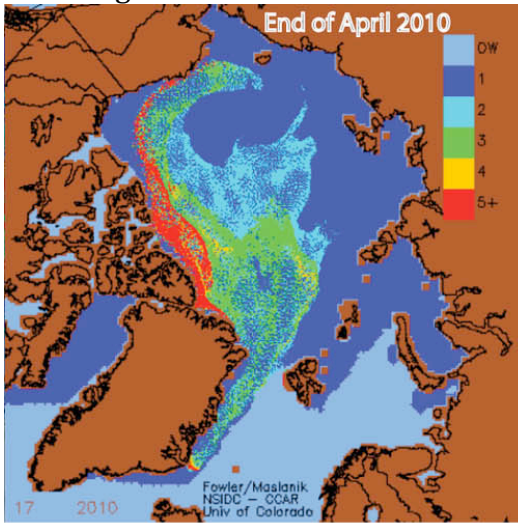 End of April 2010
OW
1
2
3
4
5+
Fowler/Maslanik
NSIDC - CCAR
Univ of Colorado
17 2010